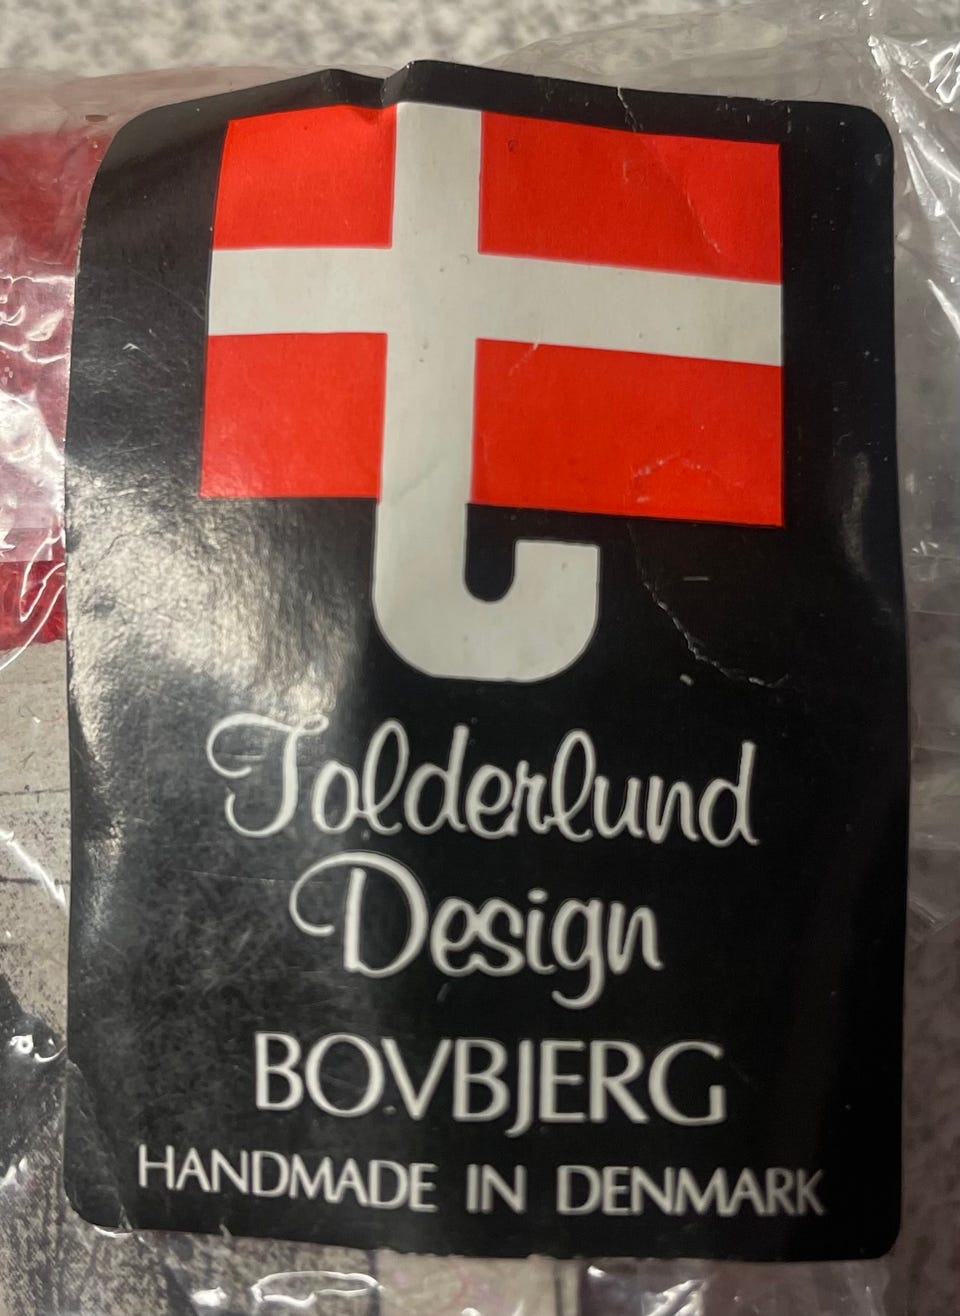 Tolderlund
Design
BOVBJERG
HANDMADE IN DENMARK